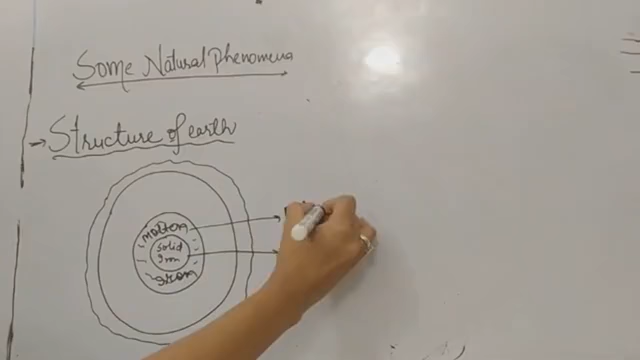 Some Natural Phenomena
→ Structure of earth
Molten
Solid
Iron